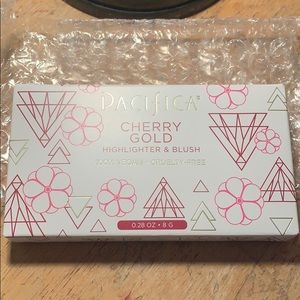 PACIFICA®
CHERRY
GOLD
HIGHLIGHTER & BLUSH
100% VEGAN • CRUELTY-FREE
0.28 OZ • 8 G